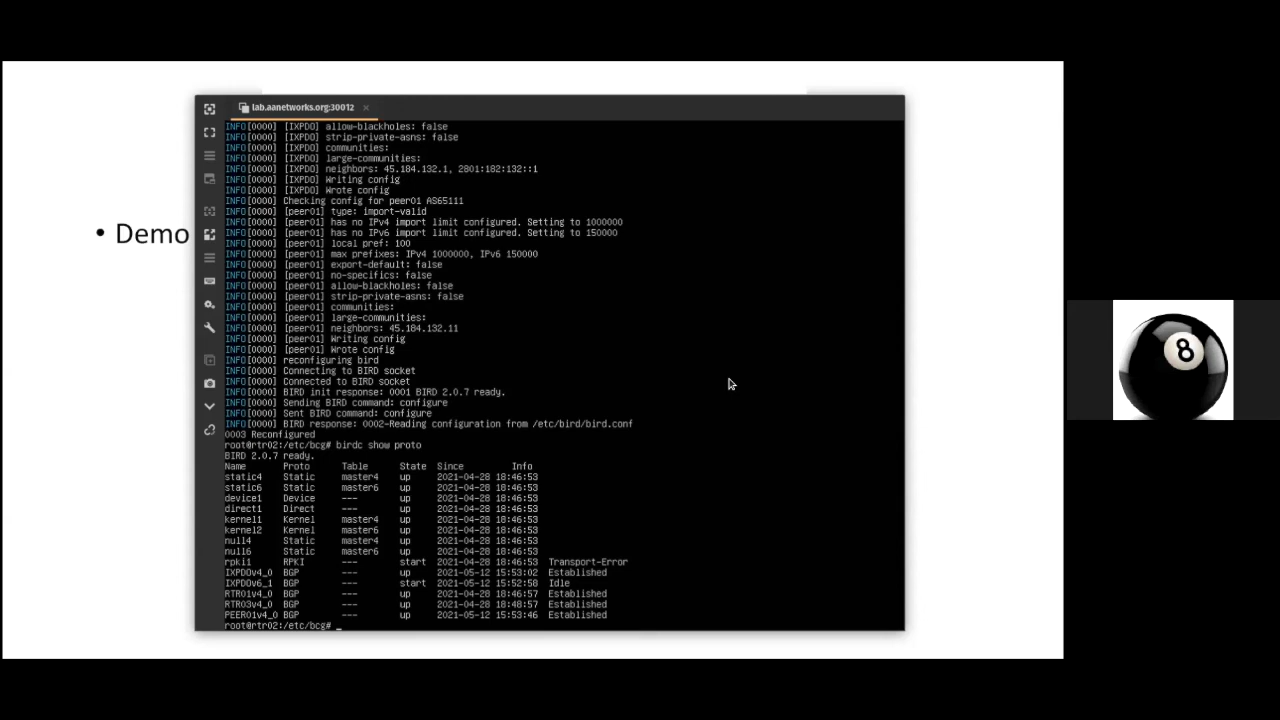 lab.aanetworks.org:30012 ×
INFO[0000] [IXPDO] allow-blackholes: false
INFO[0000] [IXPDO] strip-private-asns: false
INFO[0000] [IXPDO] communities:
INFO[0000] [IXPDO] large-communities:
INFO[0000] [IXPDO] neighbors: 45.184.132.1, 2801:182:132::1
INFO[0000] [IXPDO] Writing config
INFO[0000] [IXPDO] Wrote config
INFO[0000] Checking config for peer01 AS65111
INFO[0000] [peer01] type: import-valid
INFO[0000] [peer01] has no IPv4 import limit configured. Setting to 1000000
INFO[0000] [peer01] has no IPv6 import limit configured. Setting to 150000
INFO[0000] [peer01] local pref: 100
INFO[0000] [peer01] max prefixes: IPv4 1000000, IPv6 150000
INFO[0000] [peer01] export-default: false
INFO[0000] [peer01] no-specifics: false
INFO[0000] [peer01] allow-blackholes: false
INFO[0000] [peer01] strip-private-asns: false
INFO[0000] [peer01] communities:
INFO[0000] [peer01] large-communities:
INFO[0000] [peer01] neighbors: 45.184.132.11
INFO[0000] [peer01] Writing config
INFO[0000] [peer01] Wrote config
INFO[0000] reconfiguring bird
INFO[0000] Connecting to BIRD socket
INFO[0000] Connected to BIRD socket
INFO[0000] BIRD init response: 0001 BIRD 2.0.7 ready.
INFO[0000] Sending BIRD command: configure
INFO[0000] Sent BIRD command: configure
INFO[0000] BIRD response: 0002-Reading configuration from /etc/bird/bird.conf
0003 Reconfigured
root@rtr02:/etc/bcg# birdc show proto
BIRD 2.0.7 ready.
Name Proto Table State Since Info
static4 Static master4 up 2021-04-28 18:46:53
static6 Static master6 up 2021-04-28 18:46:53
device1 Device --- up 2021-04-28 18:46:53
direct1 Direct --- up 2021-04-28 18:46:53
kernel1 Kernel master4 up 2021-04-28 18:46:53
kernel2 Kernel master6 up 2021-04-28 18:46:53
null4 Static master4 up 2021-04-28 18:46:53
null6 Static master6 up 2021-04-28 18:46:53
rpki1 RPKI --- start 2021-04-28 18:46:53 Transport-Error
IXPDOv4_0 BGP --- up 2021-05-12 15:53:02 Established
IXPDOv6_1 BGP --- start 2021-05-12 15:52:58 Idle
RTR01v4_0 BGP --- up 2021-04-28 18:46:57 Established
RTR03v4_0 BGP --- up 2021-04-28 18:48:57 Established
PEER01v4_0 BGP --- up 2021-05-12 15:53:46 Established
root@rtr02:/etc/bcg# _
• Demo
8